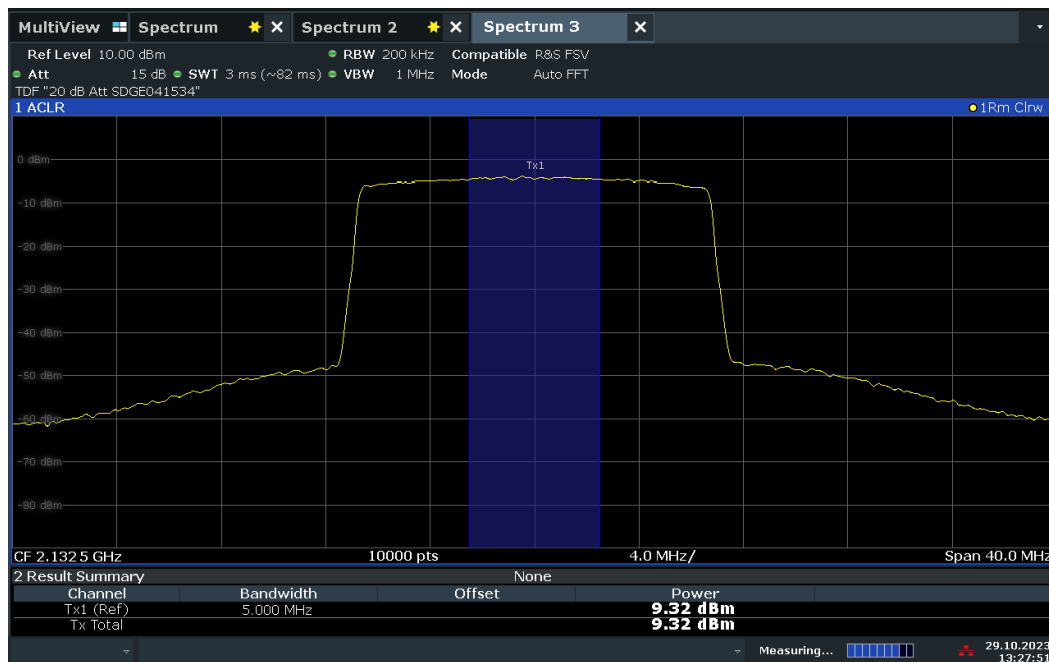 MultiView Spectrum Spectrum 2 Spectrum 3
Ref Level 10.00 dBm RBW 200 kHz Compatible R&S FSV
Att 15 dB SWT 3 ms (~82 ms) VBW 1 MHz Mode Auto FFT
TDF "20 dB Att SDGE041534"
1 ACLR 1Rm Clrw
0 dBm
Tx1
-10 dBm
-20 dBm
-30 dBm
-40 dBm
-50 dBm
-60 dBm
-70 dBm
-80 dBm
CF 2.1325 GHz 10000 pts 4.0 MHz/ Span 40.0 MHz
2 Result Summary None
Channel Bandwidth Offset Power
Tx1 (Ref) 5.000 MHz 9.32 dBm
Tx Total 9.32 dBm
Measuring... 29.10.2023
13:27:51